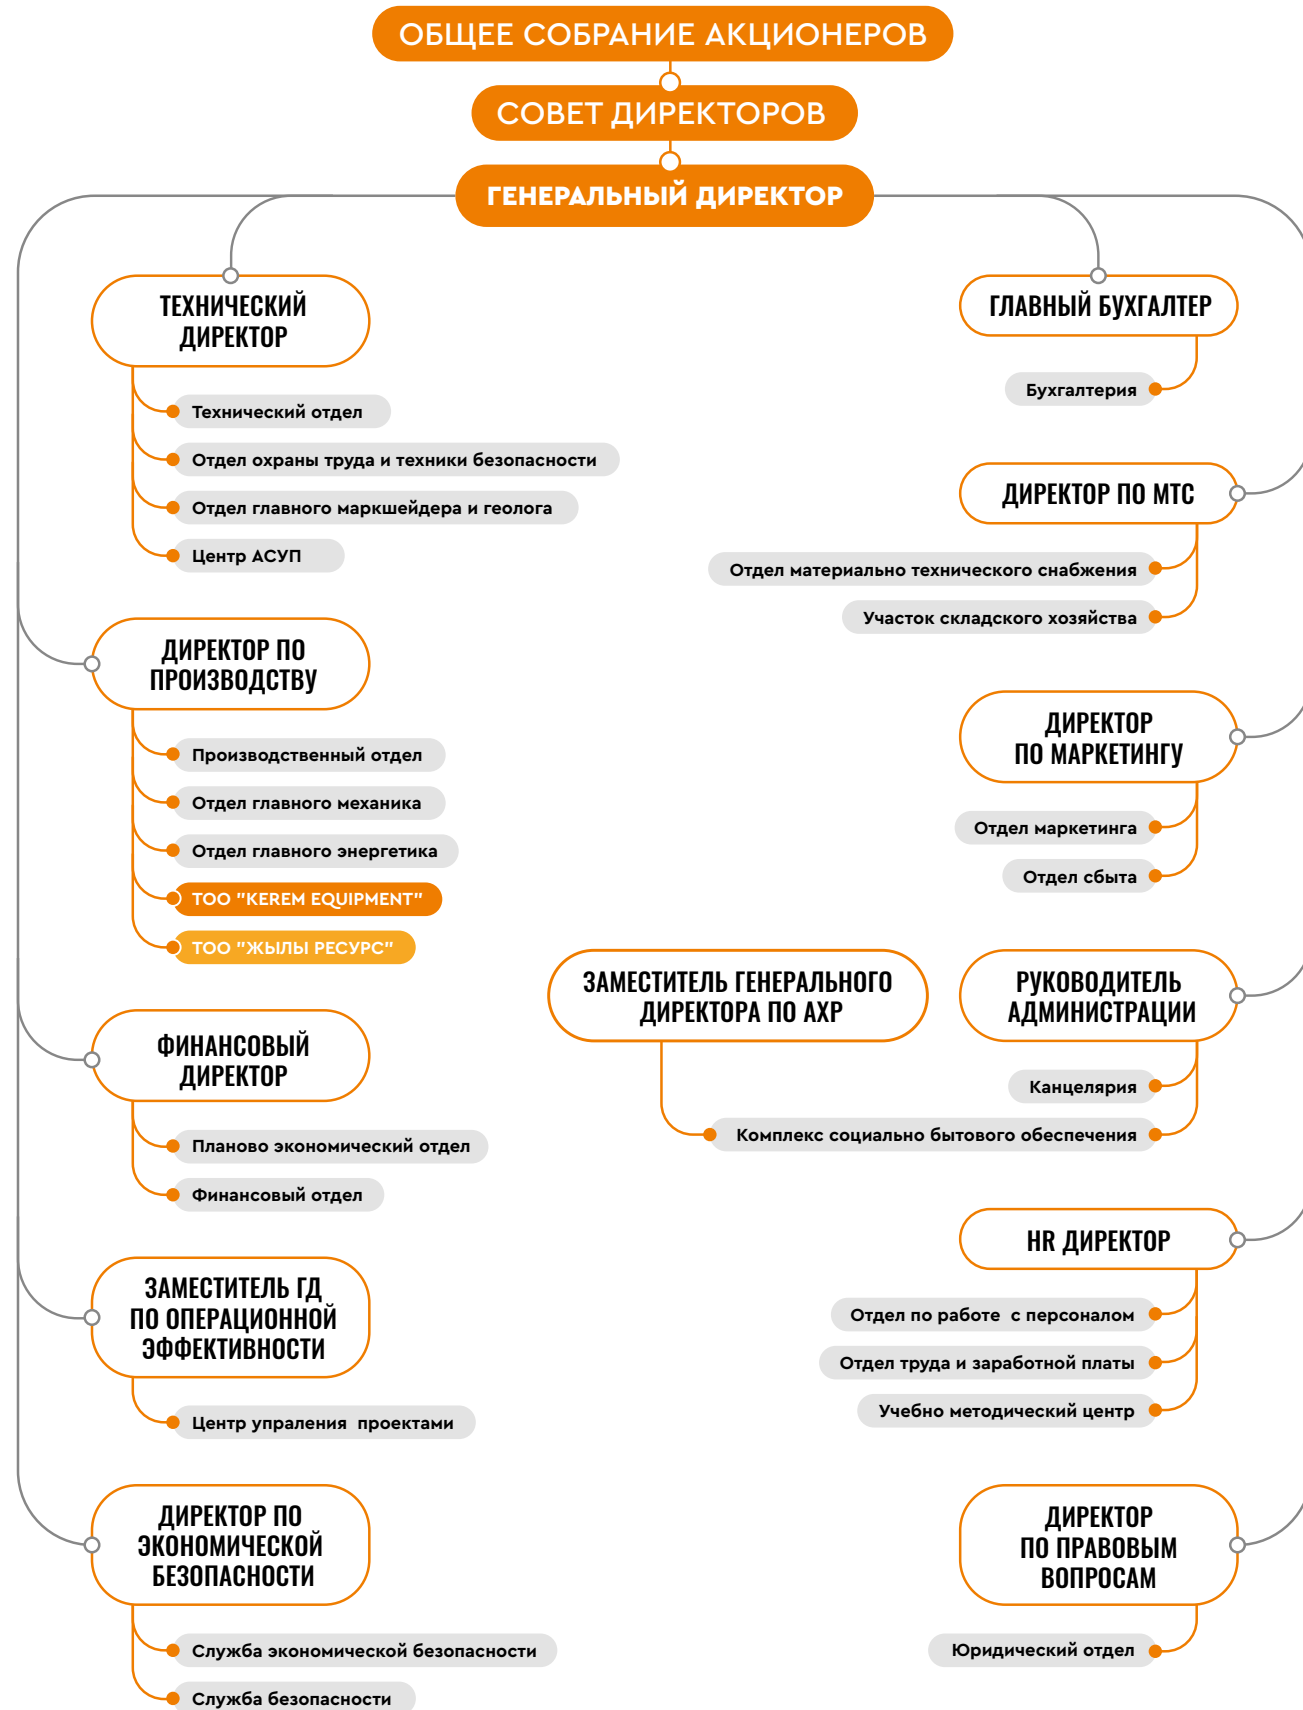 ОБЩЕЕ СОБРАНИЕ АКЦИОНЕРОВ
СОВЕТ ДИРЕКТОРОВ
ГЕНЕРАЛЬНЫЙ ДИРЕКТОР
ТЕХНИЧЕСКИЙ
ДИРЕКТОР
Технический отдел
Отдел охраны труда и техники безопасности
Отдел главного маркшейдера и геолога
Центр АСУП
ДИРЕКТОР ПО
ПРОИЗВОДСТВУ
Производственный отдел
Отдел главного механика
Отдел главного энергетика
ТОО "KEREM EQUIPMENT"
ТОО "ЖЫЛЫ РЕСУРС"
ФИНАНСОВЫЙ
ДИРЕКТОР
Планово экономический отдел
Финансовый отдел
ЗАМЕСТИТЕЛЬ ГД
ПО ОПЕРАЦИОННОЙ
ЭФФЕКТИВНОСТИ
Центр упраления  проектами
ДИРЕКТОР ПО
ЭКОНОМИЧЕСКОЙ
БЕЗОПАСНОСТИ
Служба экономической безопасности
Служба безопасности
ГЛАВНЫЙ БУХГАЛТЕР
Бухгалтерия
ДИРЕКТОР ПО МТС
Отдел материально технического снабжения
Участок складского хозяйства
ДИРЕКТОР
ПО МАРКЕТИНГУ
Отдел маркетинга
Отдел сбыта
ЗАМЕСТИТЕЛЬ ГЕНЕРАЛЬНОГО
ДИРЕКТОРА ПО АХР
РУКОВОДИТЕЛЬ
АДМИНИСТРАЦИИ
Канцелярия
Комплекс социально бытового обеспечения
HR ДИРЕКТОР
Отдел по работе  с персоналом
Отдел труда и заработной платы
Учебно методический центр
ДИРЕКТОР
ПО ПРАВОВЫМ
ВОПРОСАМ
Юридический отдел